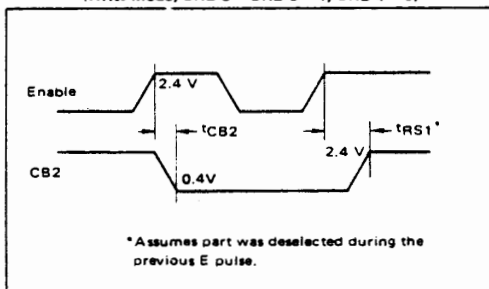 2.4 V
Enable
tCB2
tRS1*
2.4 V
CB2
0.4V
*Assumes part was deselected during the
previous E pulse.